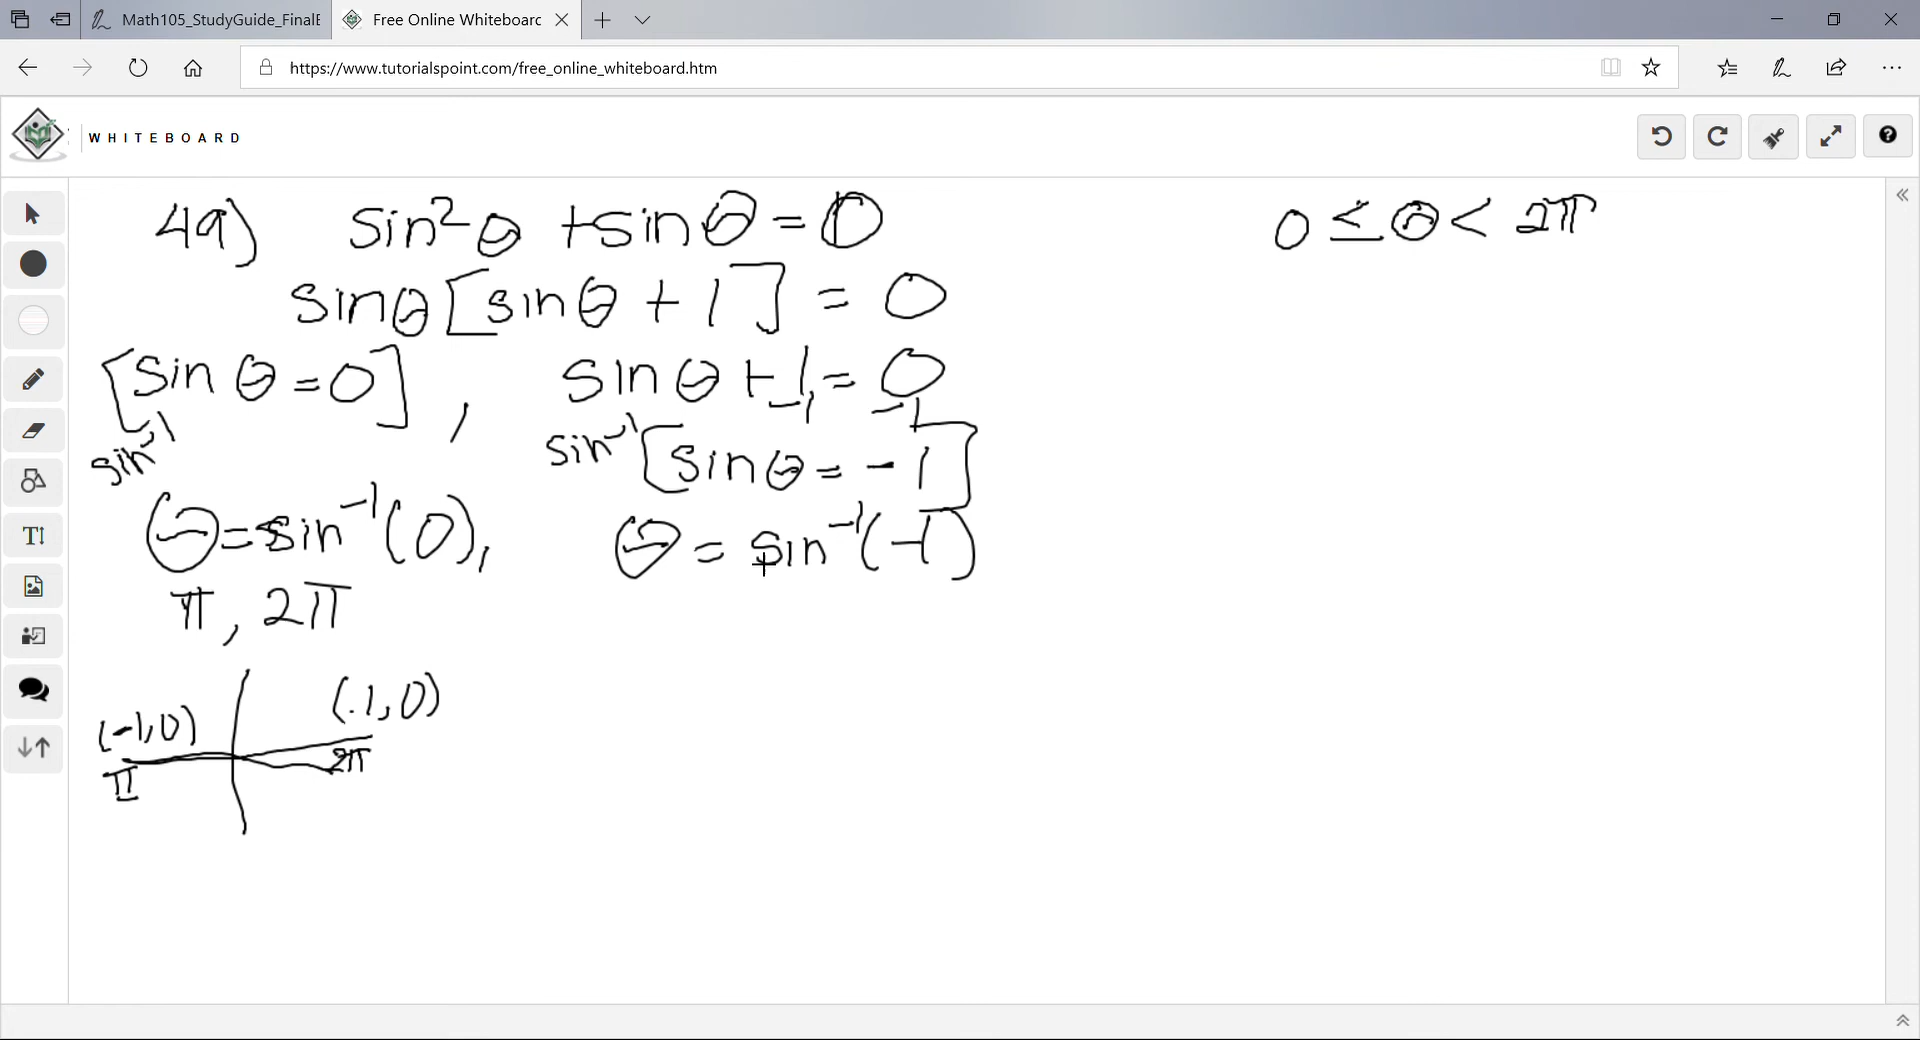 Math105_StudyGuide_FinalE
Free Online Whiteboarc
https://www.tutorialspoint.com/free_online_whiteboard.htm
WHITEBOARD
4a) sin²θ + sinθ = 0
0 ≤ θ < 2π
sinθ[sinθ + 1] = 0
[sin θ = 0], sin θ + 1 = 0
-1 -1
sin⁻¹ sin⁻¹[sinθ = -1]
θ = sin⁻¹(0), θ = sin⁻¹(-1)
π, 2π
(-1,0) (.1,0)
π 2π